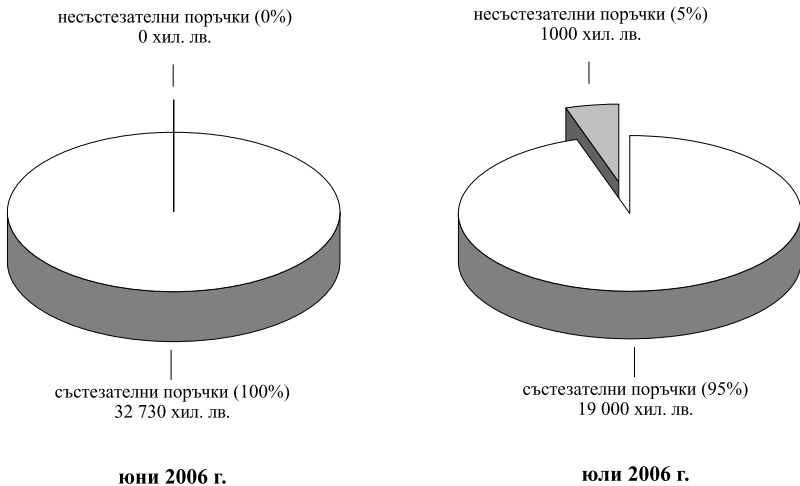 несъстезателни поръчки (0%)
0 хил. лв.
състезателни поръчки (100%)
32 730 хил. лв.
юни 2006 г.
несъстезателни поръчки (5%)
1000 хил. лв.
състезателни поръчки (95%)
19 000 хил. лв.
юли 2006 г.